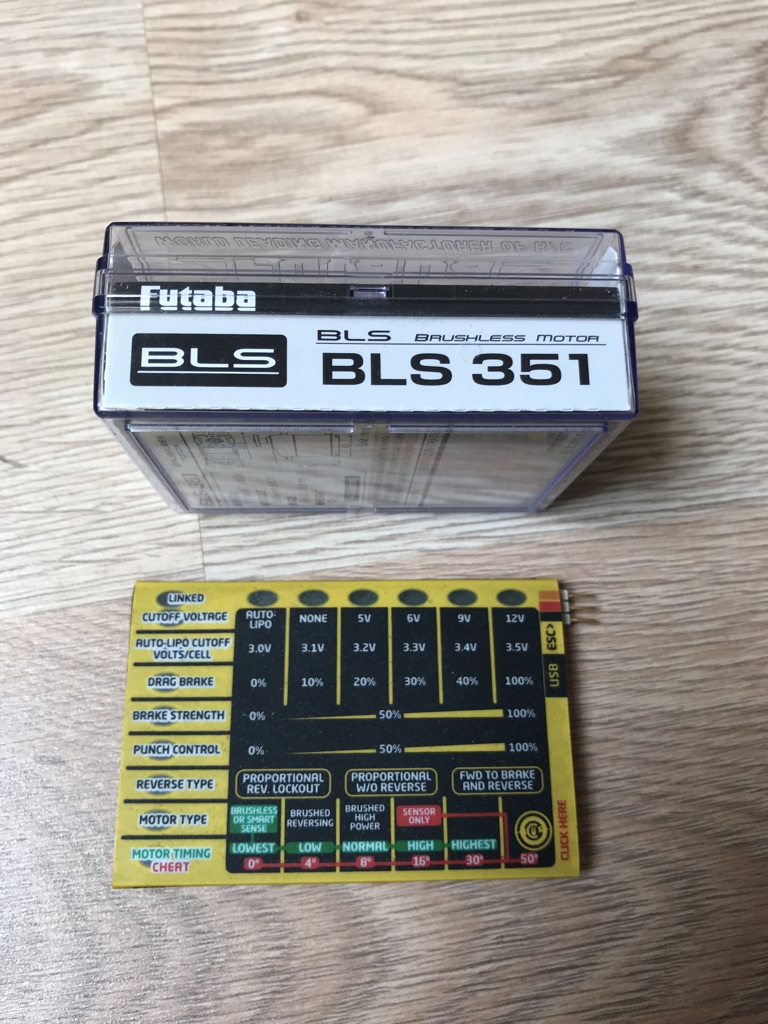 WORLD LEADING MANUFACTURER OF R/C
Futaba
BLS
BLS BRUSHLESS MOTOR
BLS 351
LINKED
CUTOFF VOLTAGE AUTO-LIPO NONE 5V 6V 9V 12V
AUTO-LIPO CUTOFF VOLTS/CELL 3.0V 3.1V 3.2V 3.3V 3.4V 3.5V
DRAG BRAKE 0% 10% 20% 30% 40% 100%
BRAKE STRENGTH 0% 50% 100%
PUNCH CONTROL 0% 50% 100%
REVERSE TYPE PROPORTIONAL REV. LOCKOUT PROPORTIONAL W/O REVERSE FWD TO BRAKE AND REVERSE
MOTOR TYPE BRUSHLESS OR SMART SENSE BRUSHED REVERSING BRUSHED HIGH POWER SENSOR ONLY
MOTOR TIMING LOWEST LOW NORMAL HIGH HIGHEST
CHEAT 0° 4° 8° 16° 30° 50°
ESC>
USB
CLICK HERE